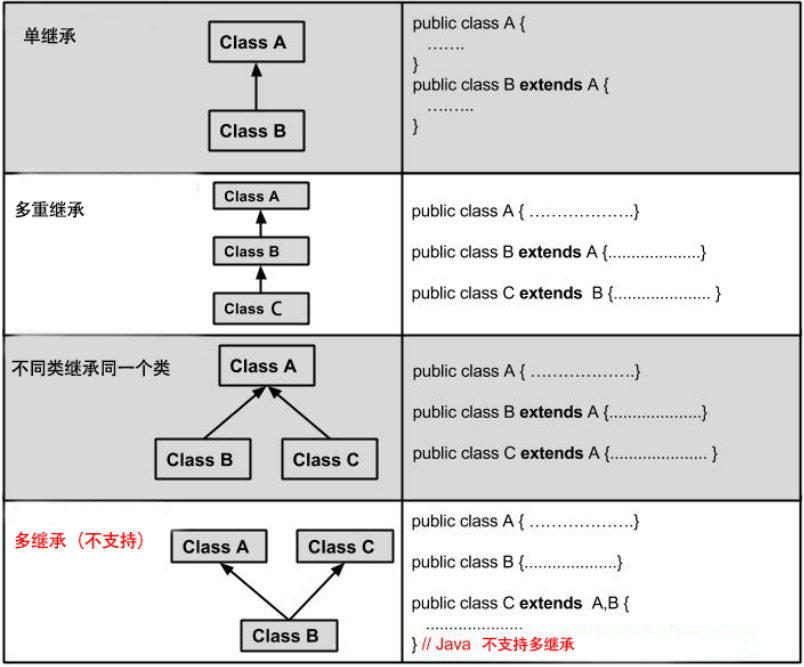 单继承
Class A
Class B
public class A {
.......
}
public class B extends A {
.........
}
多重继承
Class A
Class B
Class C
public class A { ...................}
public class B extends A {....................}
public class C extends  B {..................... }
不同类继承同一个类
Class A
Class B
Class C
public class A { ...................}
public class B extends A {....................}
public class C extends A {..................... }
多继承（不支持）
Class A
Class C
Class B
public class A { ...................}
public class B {....................}
public class C extends  A,B {
.....................
} // Java  不支持多继承